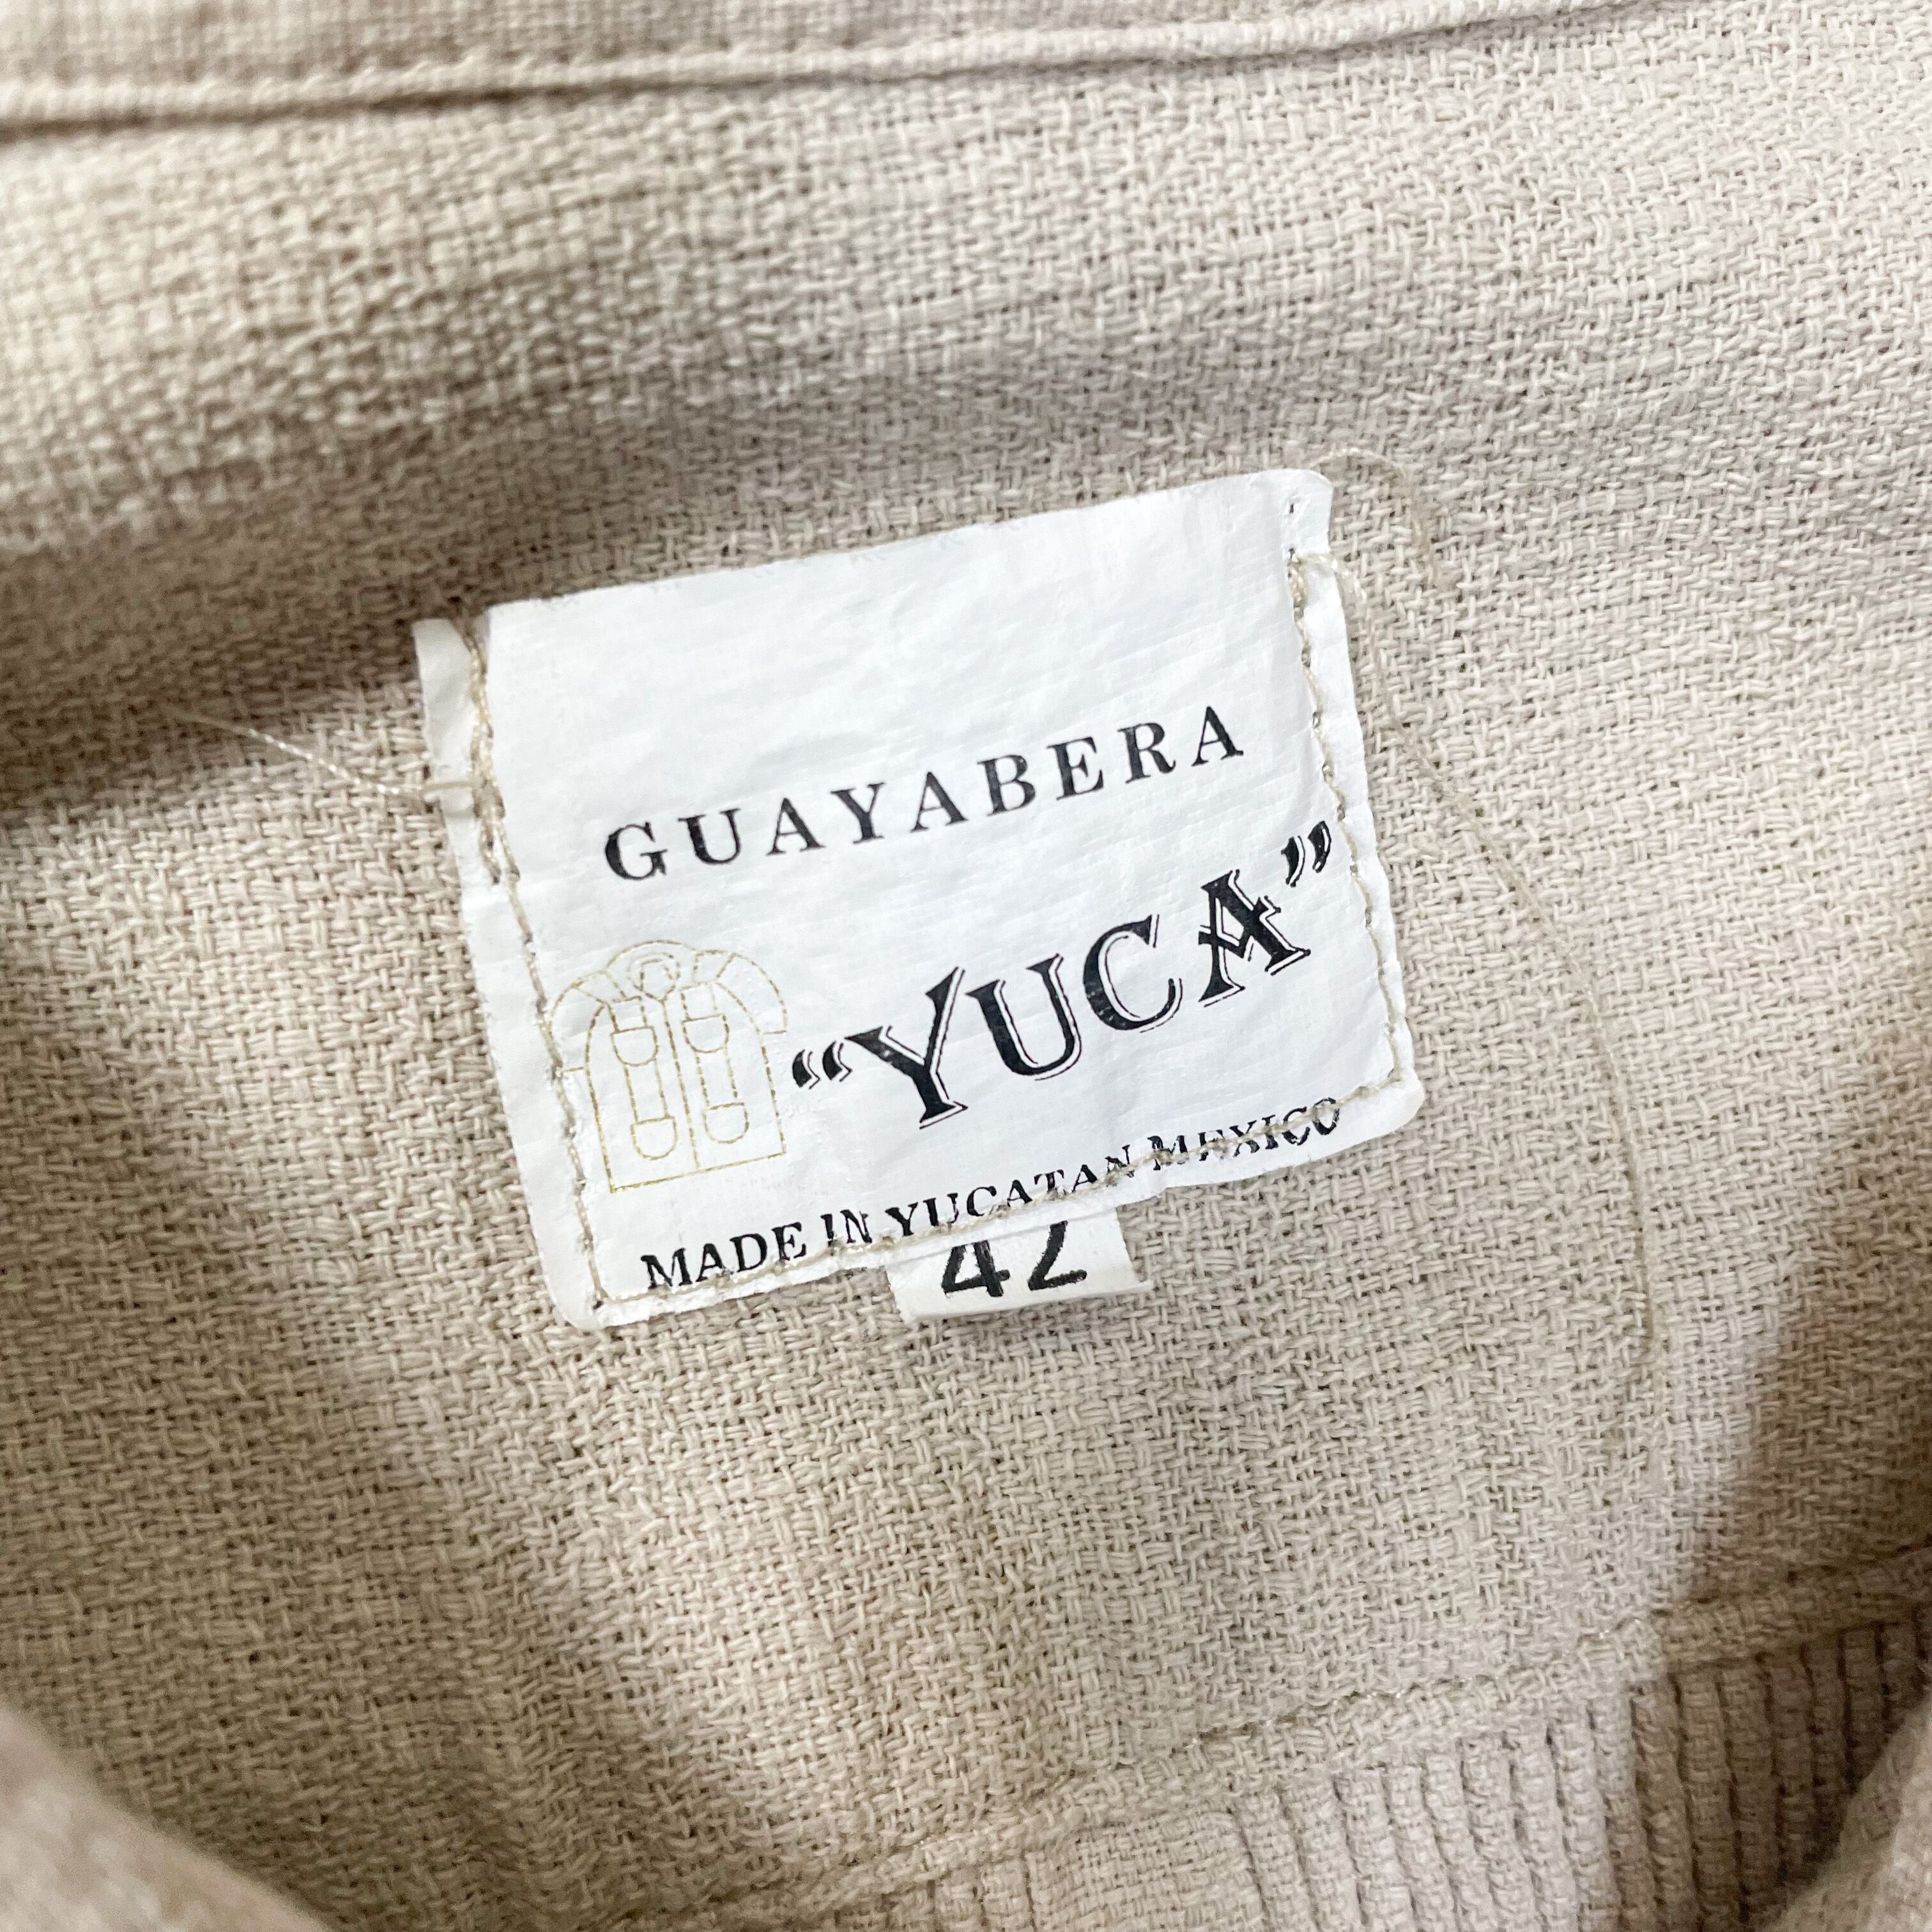 GUAYABERA
“YUCA”
MADE IN YUCATAN MEXICO
42